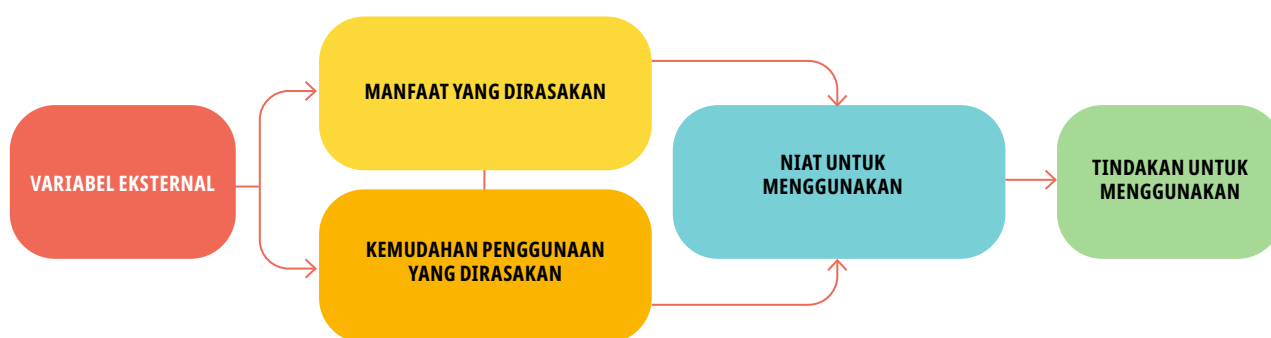 VARIABEL EKSTERNAL
MANFAAT YANG DIRASAKAN
KEMUDAHAN PENGGUNAAN
YANG DIRASAKAN
NIAT UNTUK
MENGGUNAKAN
TINDAKAN UNTUK
MENGGUNAKAN